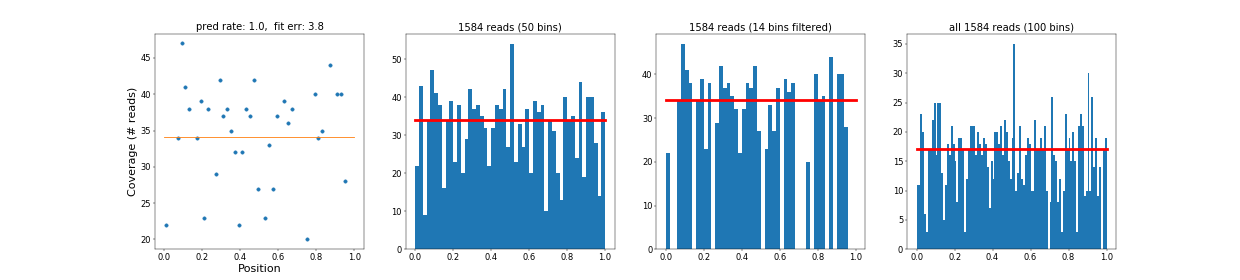 pred rate: 1.0, fit err: 3.8
Coverage (# reads)
45
40
35
30
25
20
0.0 0.2 0.4 0.6 0.8 1.0
Position
1584 reads (50 bins)
50
40
30
20
10
0
0.0 0.2 0.4 0.6 0.8 1.0
1584 reads (14 bins filtered)
40
30
20
10
0
0.0 0.2 0.4 0.6 0.8 1.0
all 1584 reads (100 bins)
35
30
25
20
15
10
5
0
0.0 0.2 0.4 0.6 0.8 1.0